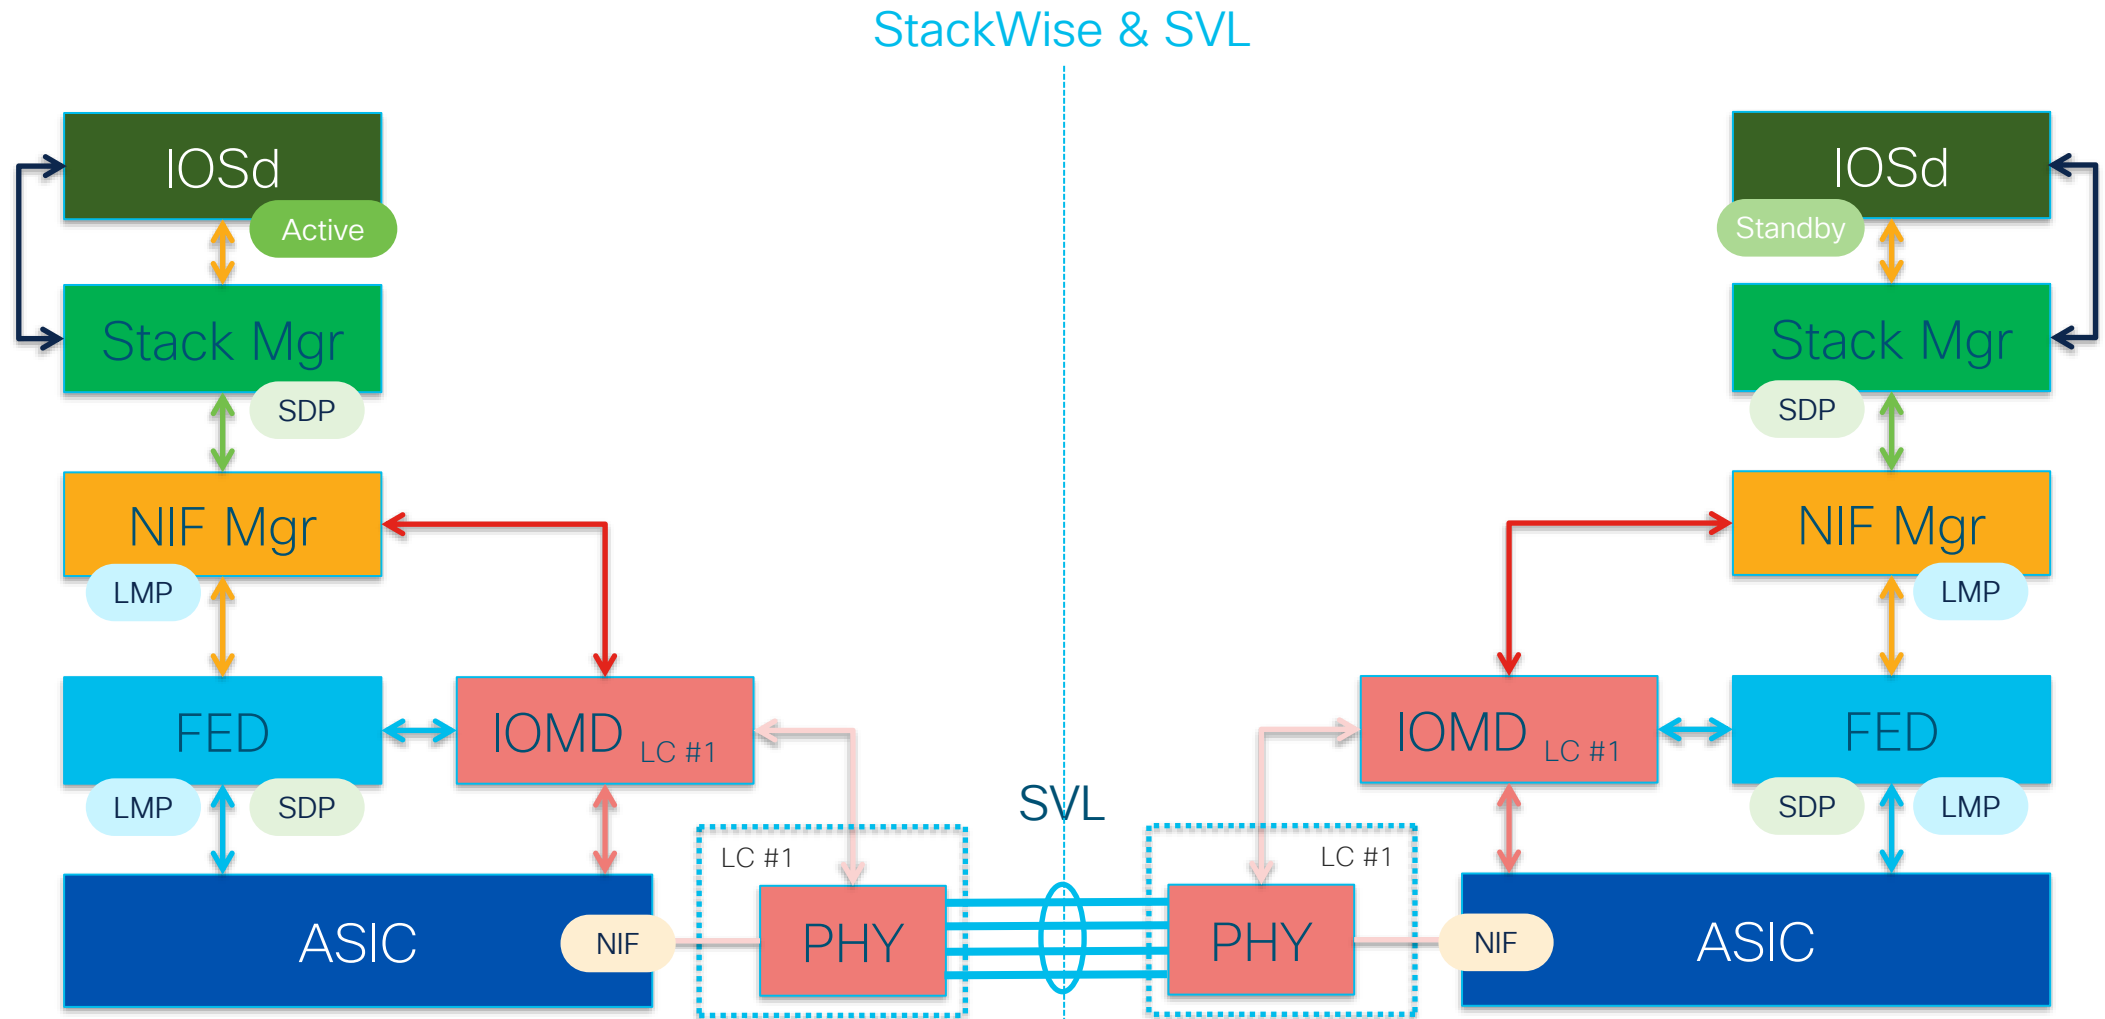 StackWise & SVL
IOSd
Active
Stack Mgr
SDP
NIF Mgr
LMP
FED
LMP
SDP
IOMD LC #1
ASIC
NIF
LC #1
PHY
SVL
IOSd
Standby
Stack Mgr
SDP
NIF Mgr
LMP
IOMD LC #1
FED
SDP
LMP
LC #1
PHY
NIF
ASIC